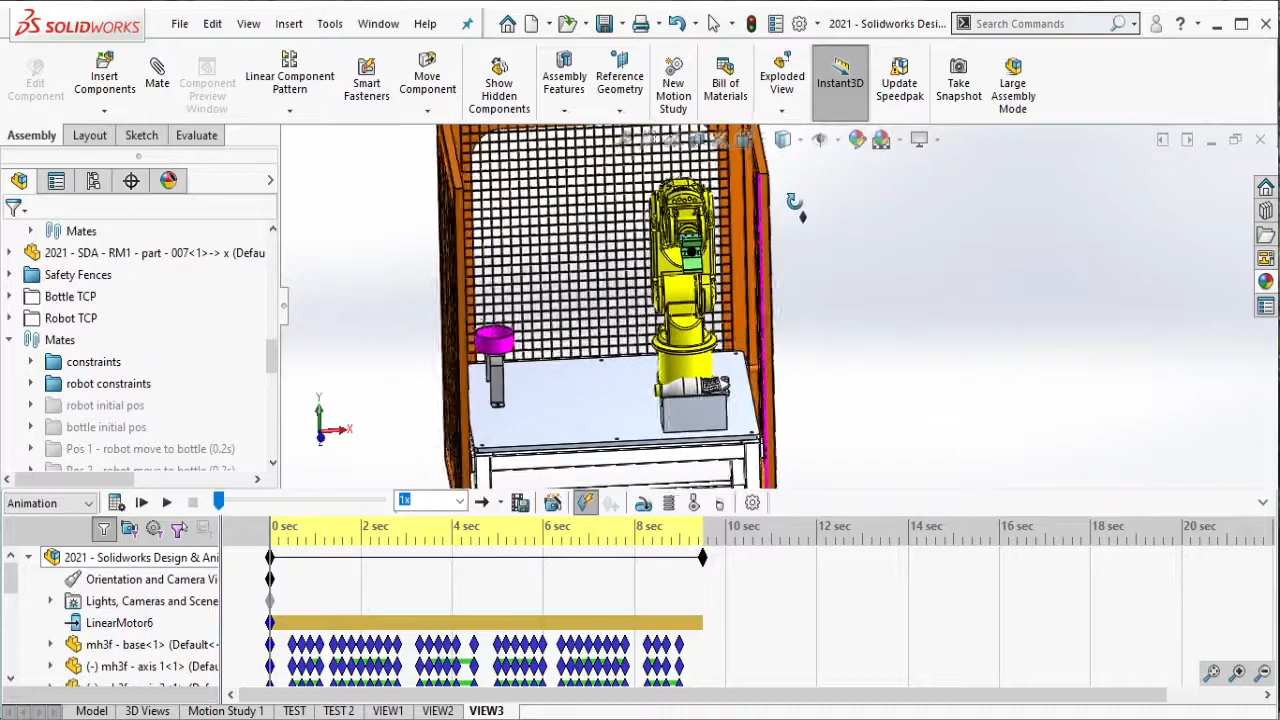 SOLIDWORKS
File Edit View Insert Tools Window Help
2021 - Solidworks Desi...
Search Commands
Edit Component
Insert Components
Mate
Component Preview Window
Linear Component Pattern
Smart Fasteners
Move Component
Show Hidden Components
Assembly Features
Reference Geometry
New Motion Study
Bill of Materials
Exploded View
Instant3D
Update Speedpak
Take Snapshot
Large Assembly Mode
Assembly Layout Sketch Evaluate
Mates
2021 - SDA - RM1 - part - 007<1>-> x (Defau
Safety Fences
Bottle TCP
Robot TCP
Mates
constraints
robot constraints
robot initial pos
bottle initial pos
Pos 1 - robot move to bottle (0.2s)
Y
X
Animation
1x
0 sec 2 sec 4 sec 6 sec 8 sec 10 sec 12 sec 14 sec 16 sec 18 sec 20 sec
2021 - Solidworks Design & Ani
Orientation and Camera Vi
Lights, Cameras and Scene
LinearMotor6
mh3f - base<1> (Default<
(-) mh3f - axis 1<1> (Defau
Model 3D Views Motion Study 1 TEST TEST 2 VIEW1 VIEW2 VIEW3